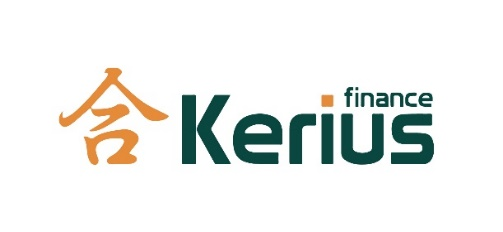 合
finance
Kerius